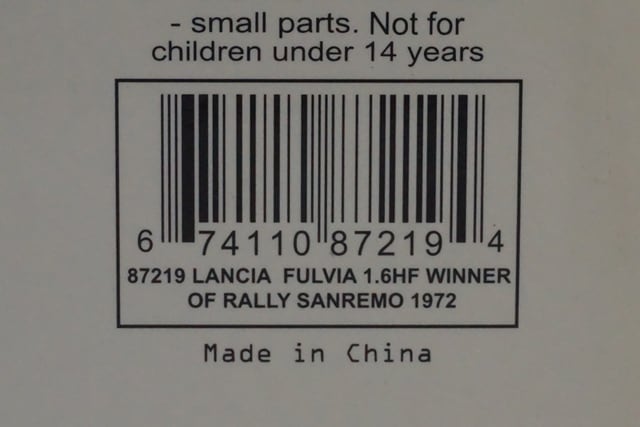 - small parts. Not for
children under 14 years
6 74110 87219 4
87219 LANCIA FULVIA 1.6HF WINNER
OF RALLY SANREMO 1972
Made in China